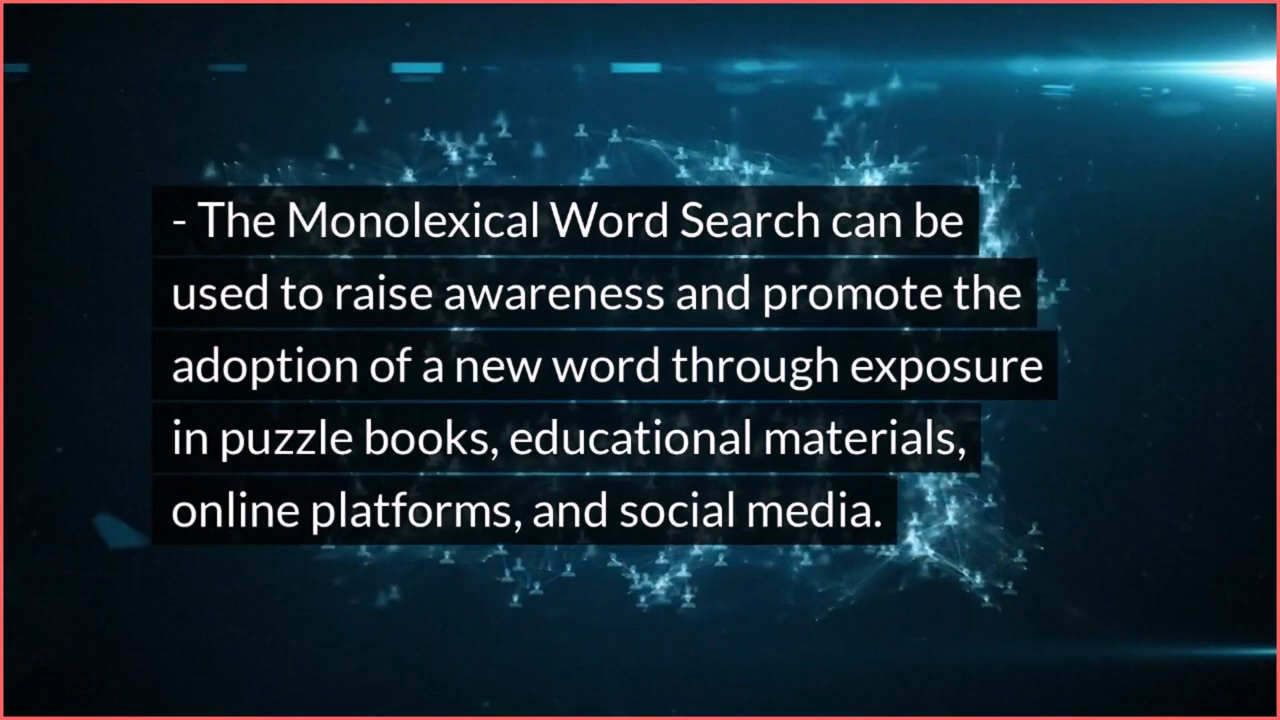 - The Monolexical Word Search can be
used to raise awareness and promote the
adoption of a new word through exposure
in puzzle books, educational materials,
online platforms, and social media.